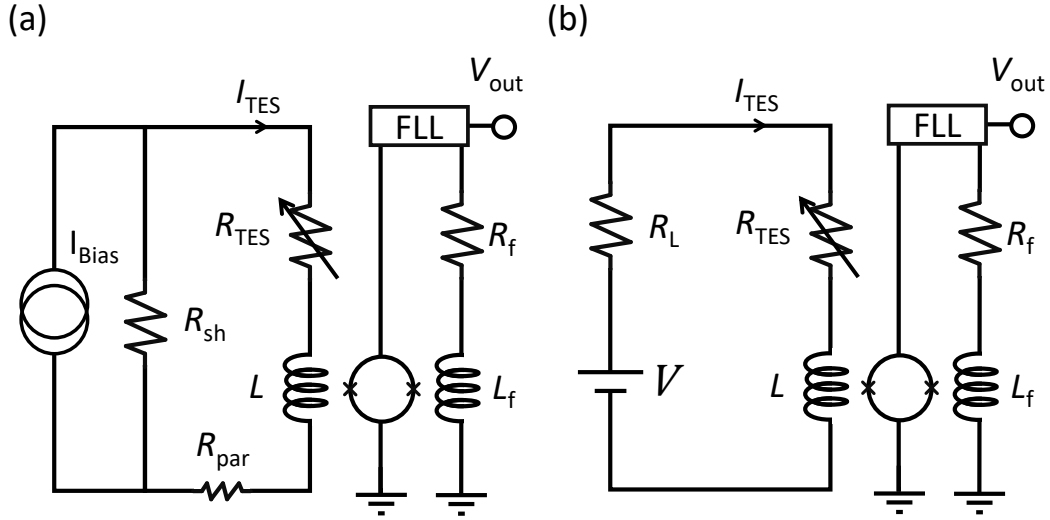 (a)
I_TES
FLL
V_out
I_Bias
R_sh
R_TES
L
R_par
R_f
L_f
(b)
I_TES
FLL
V_out
R_L
R_TES
R_f
V
L
L_f